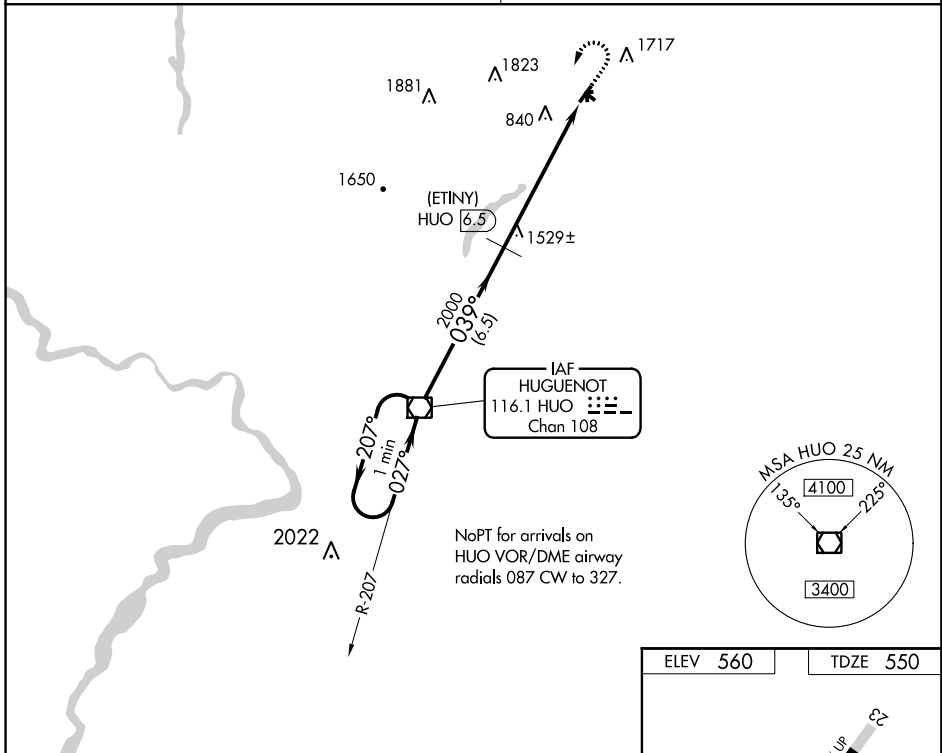 1717
1823
1881
840
1650
(ETINY)
HUO 6.5
1529±
2000
039°
(6.5)
IAF
HUGUENOT
116.1 HUO
Chan 108
207°
1 min
027°
MSA HUO 25 NM
135°
4100
225°
3400
2022
NoPT for arrivals on
HUO VOR/DME airway
radials 087 CW to 327.
R-207
ELEV 560
TDZE 550
23
UP